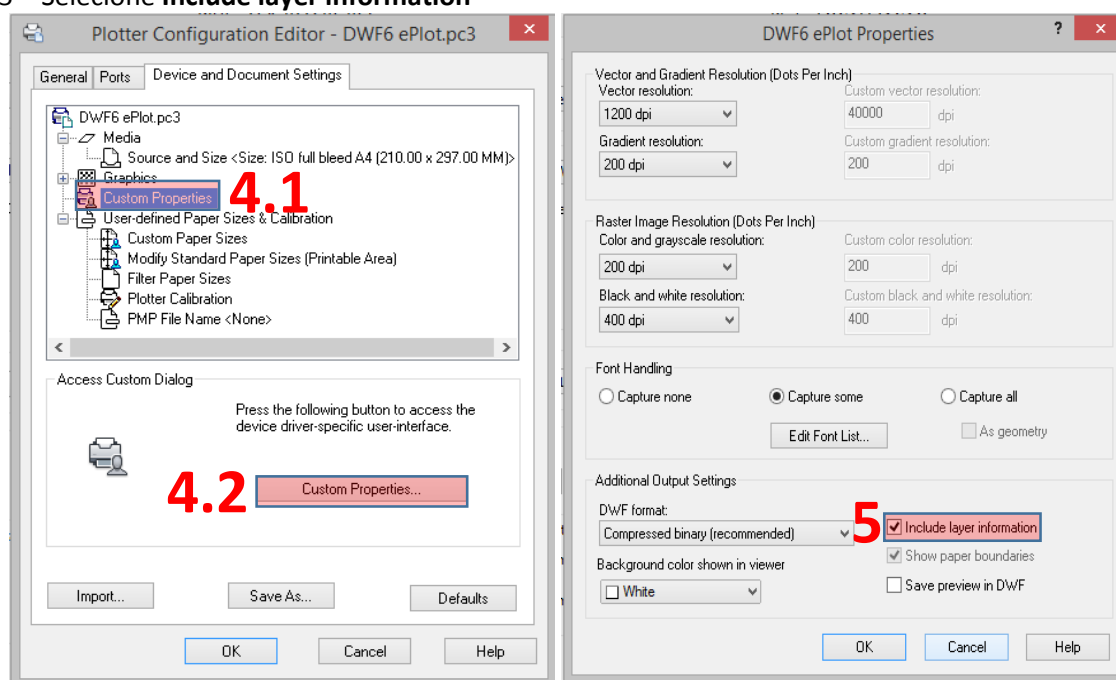 Selecione Include layer information
Plotter Configuration Editor - DWF6 ePlot.pc3
General Ports Device and Document Settings
DWF6 ePlot.pc3
Media
Source and Size <Size: ISO full bleed A4 (210.00 x 297.00 MM)>
Graphics
Custom Properties
4.1
User-defined Paper Sizes & Calibration
Custom Paper Sizes
Modify Standard Paper Sizes (Printable Area)
Filter Paper Sizes
Plotter Calibration
PMP File Name <None>
Access Custom Dialog
Press the following button to access the
device driver-specific user-interface.
4.2
Custom Properties...
Import... Save As... Defaults
OK Cancel Help
DWF6 ePlot Properties
Vector and Gradient Resolution (Dots Per Inch)
Vector resolution: Custom vector resolution:
1200 dpi 40000 dpi
Gradient resolution: Custom gradient resolution:
200 dpi 200 dpi
Raster Image Resolution (Dots Per Inch)
Color and grayscale resolution: Custom color resolution:
200 dpi 200 dpi
Black and white resolution: Custom black and white resolution:
400 dpi 400 dpi
Font Handling
Capture none Capture some Capture all
Edit Font List... As geometry
Additional Output Settings
DWF format:
Compressed binary (recommended)
5 Include layer information
Show paper boundaries
Background color shown in viewer
White
Save preview in DWF
OK Cancel Help